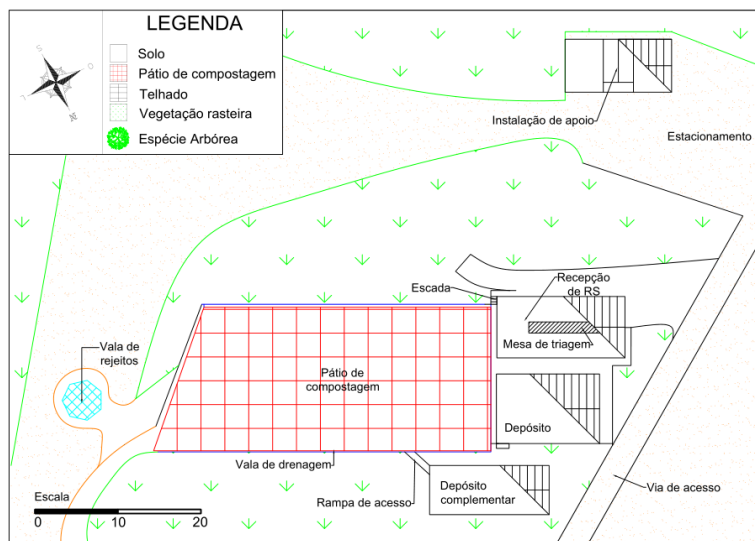 LEGENDA
Solo
Pátio de compostagem
Telhado
Vegetação rasteira
Espécie Arbórea
S
O
L
N
Instalação de apoio
Estacionamento
Escada
Recepção
de RS
Mesa de triagem
Vala de
rejeitos
Pátio de
compostagem
Depósito
Vala de drenagem
Rampa de acesso
Depósito
complementar
Via de acesso
Escala
0
10
20